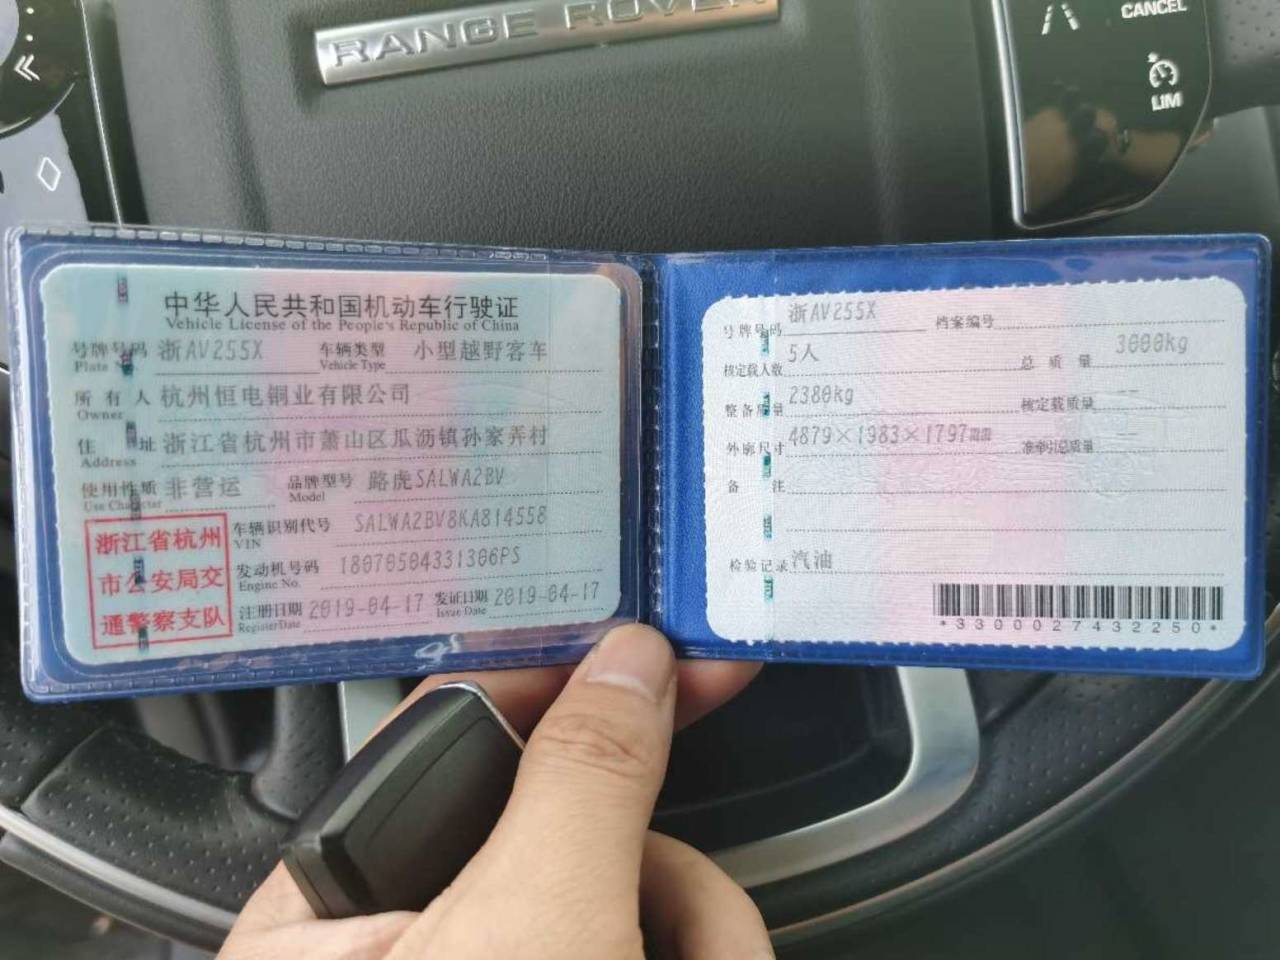 RANGE ROVER
CANCEL
LIM
中华人民共和国机动车行驶证
Vehicle License of the People's Republic of China
号牌号码 浙AV255X 车辆类型 小型越野客车
Plate Vehicle Type
所有人 杭州恒电铜业有限公司
Owner
住址 浙江省杭州市萧山区瓜沥镇孙家弄村
Address
使用性质 非营运 品牌型号 路虎SALWA2BV
Use Character Model
浙江省杭州
市公安局交
通警察支队
车辆识别代号 SALWA2BV8KA814558
VIN
发动机号码 18070504331306PS
Engine No.
注册日期 2019-04-17 发证日期 2019-04-17
Register Date Issue Date
号牌号码 浙AV255X 档案编号
核定载人数 5人 总质量 3000kg
整备质量 2380kg 核定载质量 --
外廓尺寸 4879×1983×1797mm 准牵引总质量 --
备注
检验记录 汽油
*3300027432250*